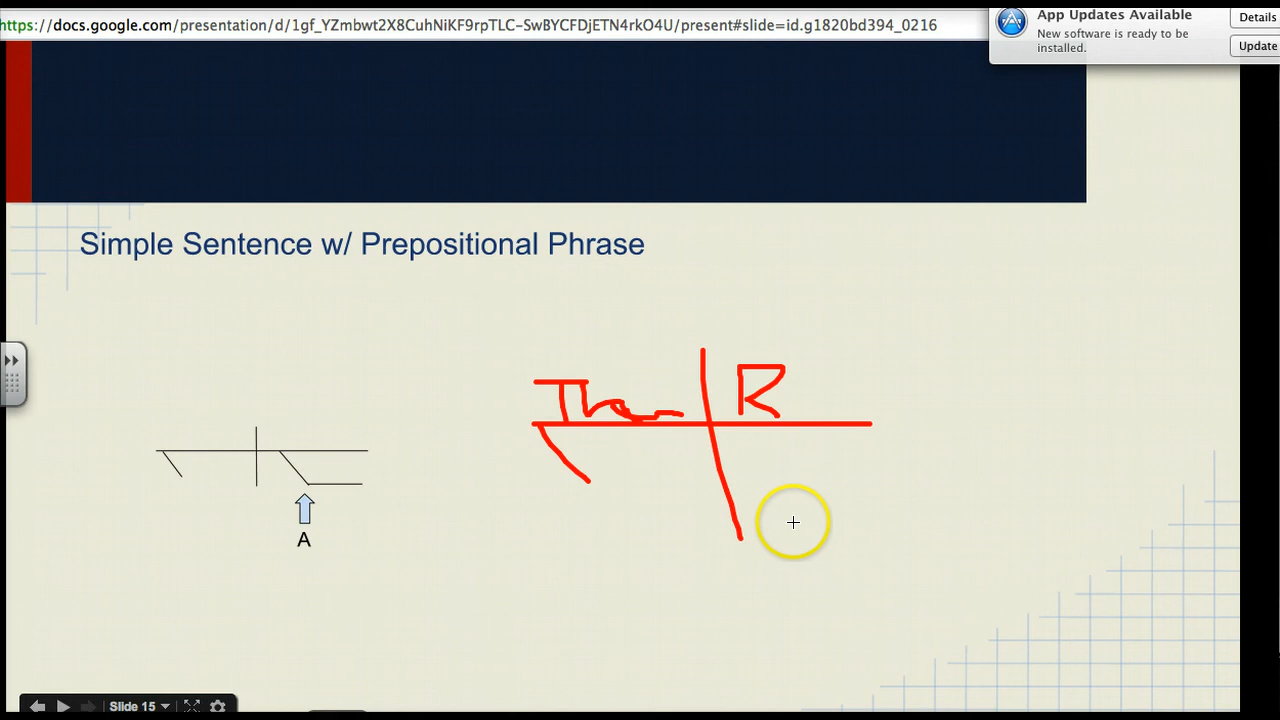 https://docs.google.com/presentation/d/1gf_YZmbwt2X8CuhNiKF9rpTLC-SwBYCFDjETN4rkO4U/present#slide=id.g1820bd394_0216
App Updates Available
New software is ready to be
installed.
Details
Update
Simple Sentence w/ Prepositional Phrase
R
A
Slide 15